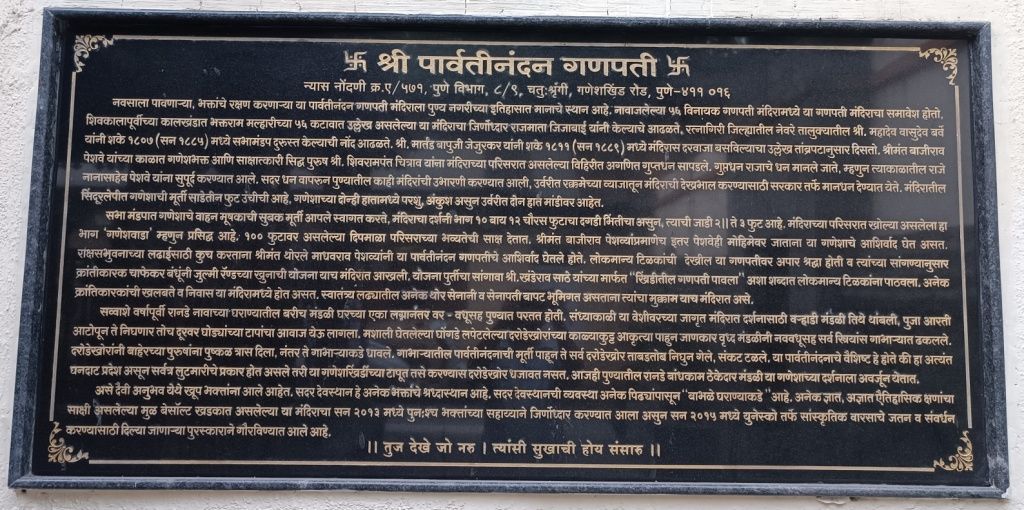 卐 श्री पार्वतीनंदन गणपती 卐
न्यास नोंदणी क्र.ए/५७१, पुणे विभाग, ८/९, चतुःश्रृंगी, गणेशखिंड रोड, पुणे-४११ ०१६
नवसाला पावणाऱ्या, भक्तांचे रक्षण करणाऱ्या या पार्वतीनंदन गणपती मंदिराला पुण्य नगरीच्या इतिहासात मानाचे स्थान आहे. नावाजलेल्या ५६ विनायक गणपती मंदिरामध्ये या गणपती मंदिराचा समावेश होतो.
शिवकालापूर्वीच्या कालखंडात भक्तराम मल्हारीच्या ५६ कटावात उल्लेख असलेल्या या मंदिराचा जिर्णोध्दार राजमाता जिजाबाई यांनी केल्याचे आढळते, रत्नागिरी जिल्ह्यातील नेवरे तालुक्यातील श्री. महादेव वासुदेव बर्वे
यांनी शके १८०७ (सन १८८५) मध्ये सभामंडप दुरुस्त केल्याची नोंद आढळते. श्री. मार्तंड बापुजी जेजुरकर यांनी शके १८११ (सन १८८९) मध्ये मंदिरास दरवाजा बसविल्याचा उल्लेख तांम्रपटानुसार दिसतो. श्रीमंत बाजीराव
पेशवे यांच्या काळात गणेशभक्त आणि साक्षात्कारी सिद्ध पुरुष श्री. शिवरामपंत चित्राव यांना मंदिराच्या परिसरात असलेल्या विहिरीत अगणित गुप्तधन सापडले. गुप्तधन राजाचे धन मानले जाते, म्हणुन त्याकाळातील राजे
नानासाहेब पेशवे यांना सुपूर्द करण्यात आले. सदर धन वापरुन पुण्यातील काही मंदिरांची उभारणी करण्यात आली, उर्वरीत रक्कमेच्या व्याजातून मंदिराची देखभाल करण्यासाठी सरकार तर्फे मानधन देण्यात येते. मंदिरातील
सिंदूरलेपीत गणेशाची मूर्ती साडेतीन फुट उंचीची आहे. गणेशाच्या दोन्ही हातामध्ये परशु, अंकुश असुन उर्वरीत दोन हात मांडीवर आहेत.
सभा मंडपात गणेशाचे वाहन मूषकाची सुबक मूर्ती आपले स्वागत करते. मंदिराचा दर्शनी भाग १० बाय १२ चौरस फुटाचा दगडी भिंतीचा असुन, त्याची जाडी २॥ ते ३ फुट आहे. मंदिराच्या परिसरात खोल्या असलेला हा
भाग 'गणेशवाडा' म्हणुन प्रसिद्ध आहे. १०० फुटावर असलेल्या दिपमाळा परिसराच्या भव्यतेची साक्ष देतात. श्रीमंत बाजीराव पेशव्यांप्रमाणेच इतर पेशवेही मोहिमेवर जाताना या गणेशाचे आशिर्वाद घेत असत.
राक्षसभुवनाच्या लढाईसाठी कुच करताना श्रीमंत थोरले माधवराव पेशव्यांनी या पार्वतीनंदन गणपतीचे आशिर्वाद घेतले होते. लोकमान्य टिळकांची देखील या गणपतीवर अपार श्रद्धा होती व त्यांच्या सांगण्यानुसार
क्रांतीकारक चाफेकर बंधूंनी जुल्मी रॅण्डच्या खुनाची योजना याच मंदिरात आखली, योजना पुर्तीचा सांगावा श्री.खंडेराव साठे यांच्या मार्फत "खिंडीतील गणपती पावला" अशा शब्दात लोकमान्य टिळकांना पाठवला. अनेक
क्रांतिकारकांची खलबते व निवास या मंदिरामध्ये होत असत. स्वातंत्र्य लढ्यातील अनेक थोर सेनानी व सेनापती बापट भूमिगत असताना त्यांचा मुक्काम याच मंदिरात असे.
सव्वाशे वर्षापूर्वी रानडे नावाच्या घराण्यातील बरीच मंडळी घरच्या एका लग्नानंतर वर - वधूसह पुण्यास परतत होती, संध्याकाळी या वेशीवरच्या जागृत मंदिरात दर्शनासाठी वऱ्हाडी मंडळी तिथे थांबली, पुजा आरती
आटोपून ते निघणार तोच दूरवर घोड्यांच्या टापांचा आवाज येऊ लागला. मशाली घेतलेल्या घोंगडे लपेटलेल्या दरोडेखोरांच्या काळ्याकुट्ट आकृत्या पाहून जाणकार वृध्द मंडळींनी नववधूसह सर्व स्त्रियांस गाभाऱ्यात ढकलले.
दरोडेखोरांनी बाहेरच्या पुरुषांना पुष्कळ त्रास दिला, नंतर ते गाभाऱ्याकडे धावले. गाभाऱ्यातील पार्वतीनंदनाची मूर्ती पाहून ते सर्व दरोडेखोर ताबडतोब निघुन गेले, संकट टळले. या पार्वतीनंदनाचे वैशिष्ट हे होते की हा अत्यंत
घनदाट प्रदेश असून सर्वत्र लुटमारीचे प्रकार होत असले तरी या गणेशखिंडीच्या टापूत तसे करण्यास दरोडेखोर धजावत नसत. आजही पुण्यातील रानडे बांधकाम ठेकेदार मंडळी या गणेशाच्या दर्शनाला अवर्जून येतात.
असे दैवी अनुभव येथे खूप भक्तांना आले आहेत. सदर देवस्थान हे अनेक भक्तांचे श्रध्दास्थान आहे. सदर देवस्थानची व्यवस्था अनेक पिढ्यांपासून "बाभळे घराण्याकडे" आहे. अनेक ज्ञात, अज्ञात ऐतिहासिक क्षणांचा
साक्षी असलेल्या मुळ बेसॉल्ट खडकात असलेल्या या मंदिराचा सन २०१३ मध्ये पुनःश्च भक्तांच्या सहाय्याने जिर्णोद्धार करण्यात आला असुन सन २०१५ मध्ये युनेस्को तर्फे सांस्कृतिक वारसाचे जतन व संवर्धन
करण्यासाठी दिल्या जाणाऱ्या पुरस्काराने गौरविण्यात आले आहे.
|| तुज देखे जो नरु | त्यांसी सुखाची होय संसारु ||